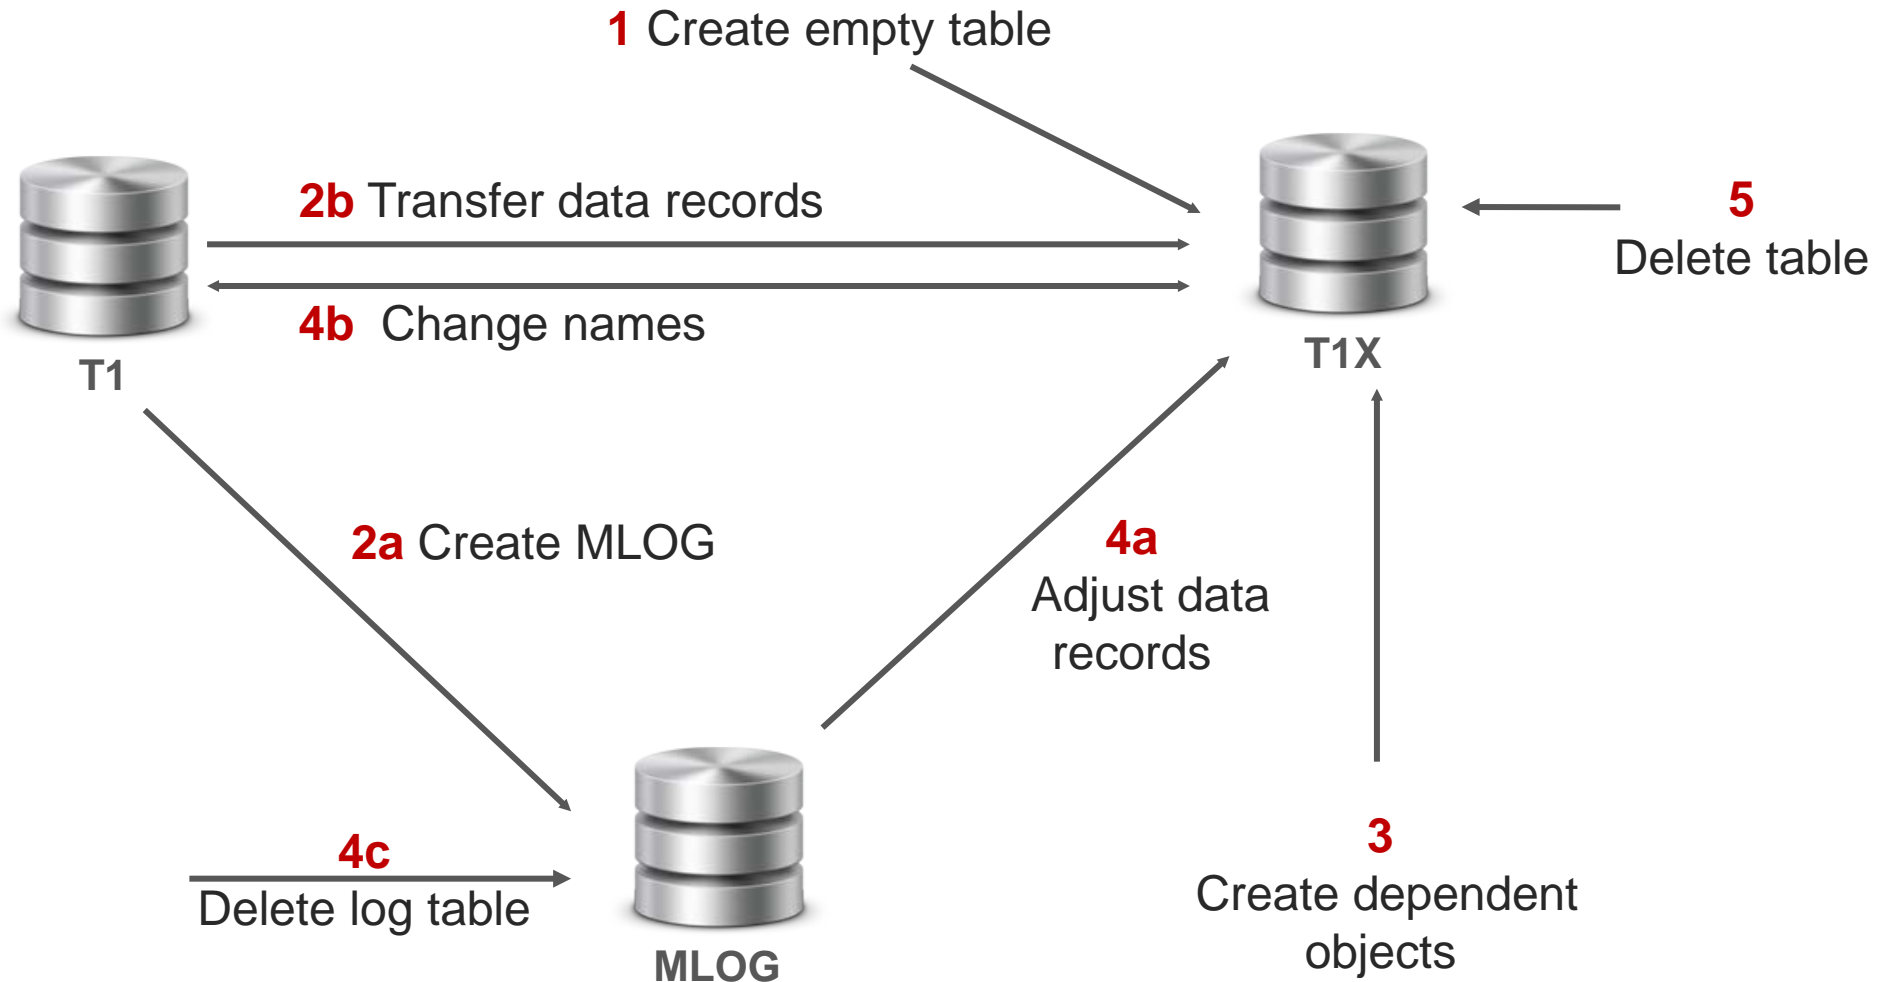 1 Create empty table
2b Transfer data records
5
Delete table
4b Change names
T1
T1X
2a Create MLOG
4a
Adjust data
records
4c
Delete log table
3
Create dependent
objects
MLOG